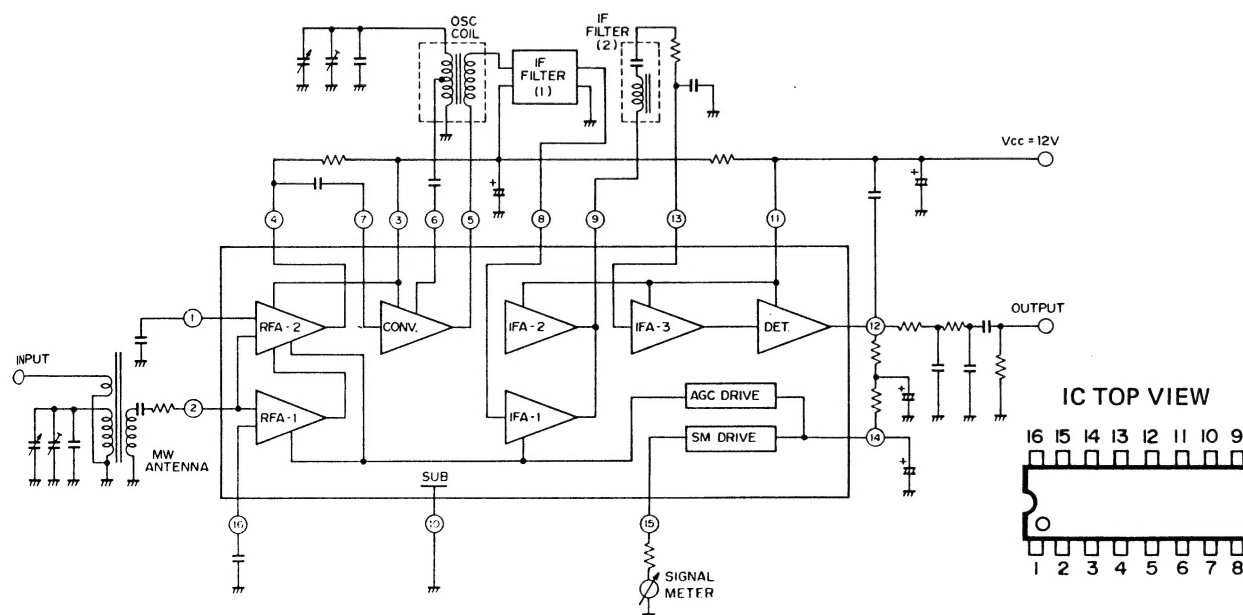 OSC
COIL
IF
FILTER
(1)
IF
FILTER
(2)
Vcc = 12V
4
7
3
6
5
8
9
13
11
1
RFA - 2
CONV.
IFA - 2
IFA - 3
DET.
12
OUTPUT
INPUT
2
RFA - 1
IFA - 1
AGC DRIVE
SM DRIVE
14
MW
ANTENNA
SUB
16
10
15
SIGNAL
METER
IC TOP VIEW
16 15 14 13 12 11 10 9
1 2 3 4 5 6 7 8